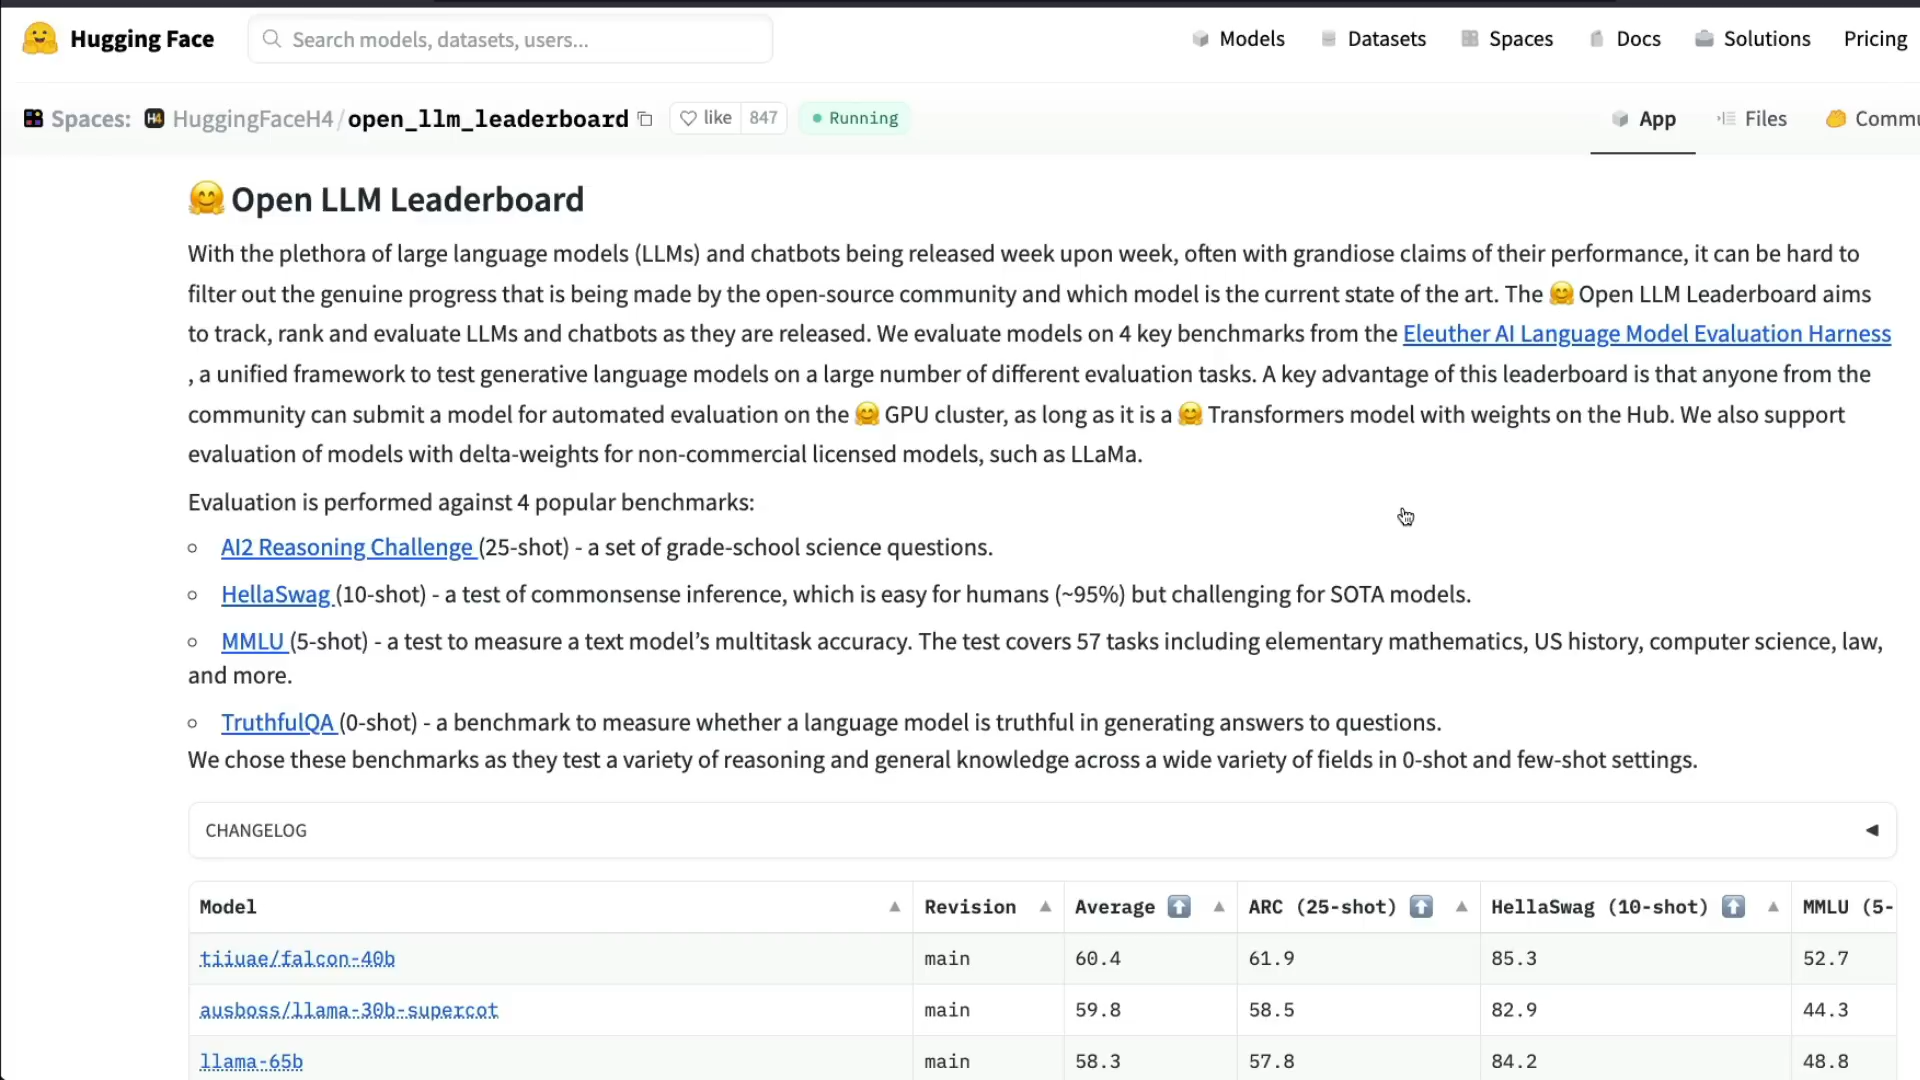 Hugging Face
Search models, datasets, users...
Models
Datasets
Spaces
Docs
Solutions
Pricing
Spaces:
H4
HuggingFaceH4/open_llm_leaderboard
like
847
Running
App
Files
Commu
Open LLM Leaderboard
With the plethora of large language models (LLMs) and chatbots being released week upon week, often with grandiose claims of their performance, it can be hard to
filter out the genuine progress that is being made by the open-source community and which model is the current state of the art. The 🤗 Open LLM Leaderboard aims
to track, rank and evaluate LLMs and chatbots as they are released. We evaluate models on 4 key benchmarks from the Eleuther AI Language Model Evaluation Harness
, a unified framework to test generative language models on a large number of different evaluation tasks. A key advantage of this leaderboard is that anyone from the
community can submit a model for automated evaluation on the 🤗 GPU cluster, as long as it is a 🤗 Transformers model with weights on the Hub. We also support
evaluation of models with delta-weights for non-commercial licensed models, such as LLaMa.
Evaluation is performed against 4 popular benchmarks:
AI2 Reasoning Challenge (25-shot) - a set of grade-school science questions.
HellaSwag (10-shot) - a test of commonsense inference, which is easy for humans (~95%) but challenging for SOTA models.
MMLU (5-shot) - a test to measure a text model’s multitask accuracy. The test covers 57 tasks including elementary mathematics, US history, computer science, law,
and more.
TruthfulQA (0-shot) - a benchmark to measure whether a language model is truthful in generating answers to questions.
We chose these benchmarks as they test a variety of reasoning and general knowledge across a wide variety of fields in 0-shot and few-shot settings.
CHANGELOG
Model Revision Average ARC (25-shot) HellaSwag (10-shot) MMLU (5-
tiiuae/falcon-40b main 60.4 61.9 85.3 52.7
ausboss/llama-30b-supercot main 59.8 58.5 82.9 44.3
llama-65b main 58.3 57.8 84.2 48.8